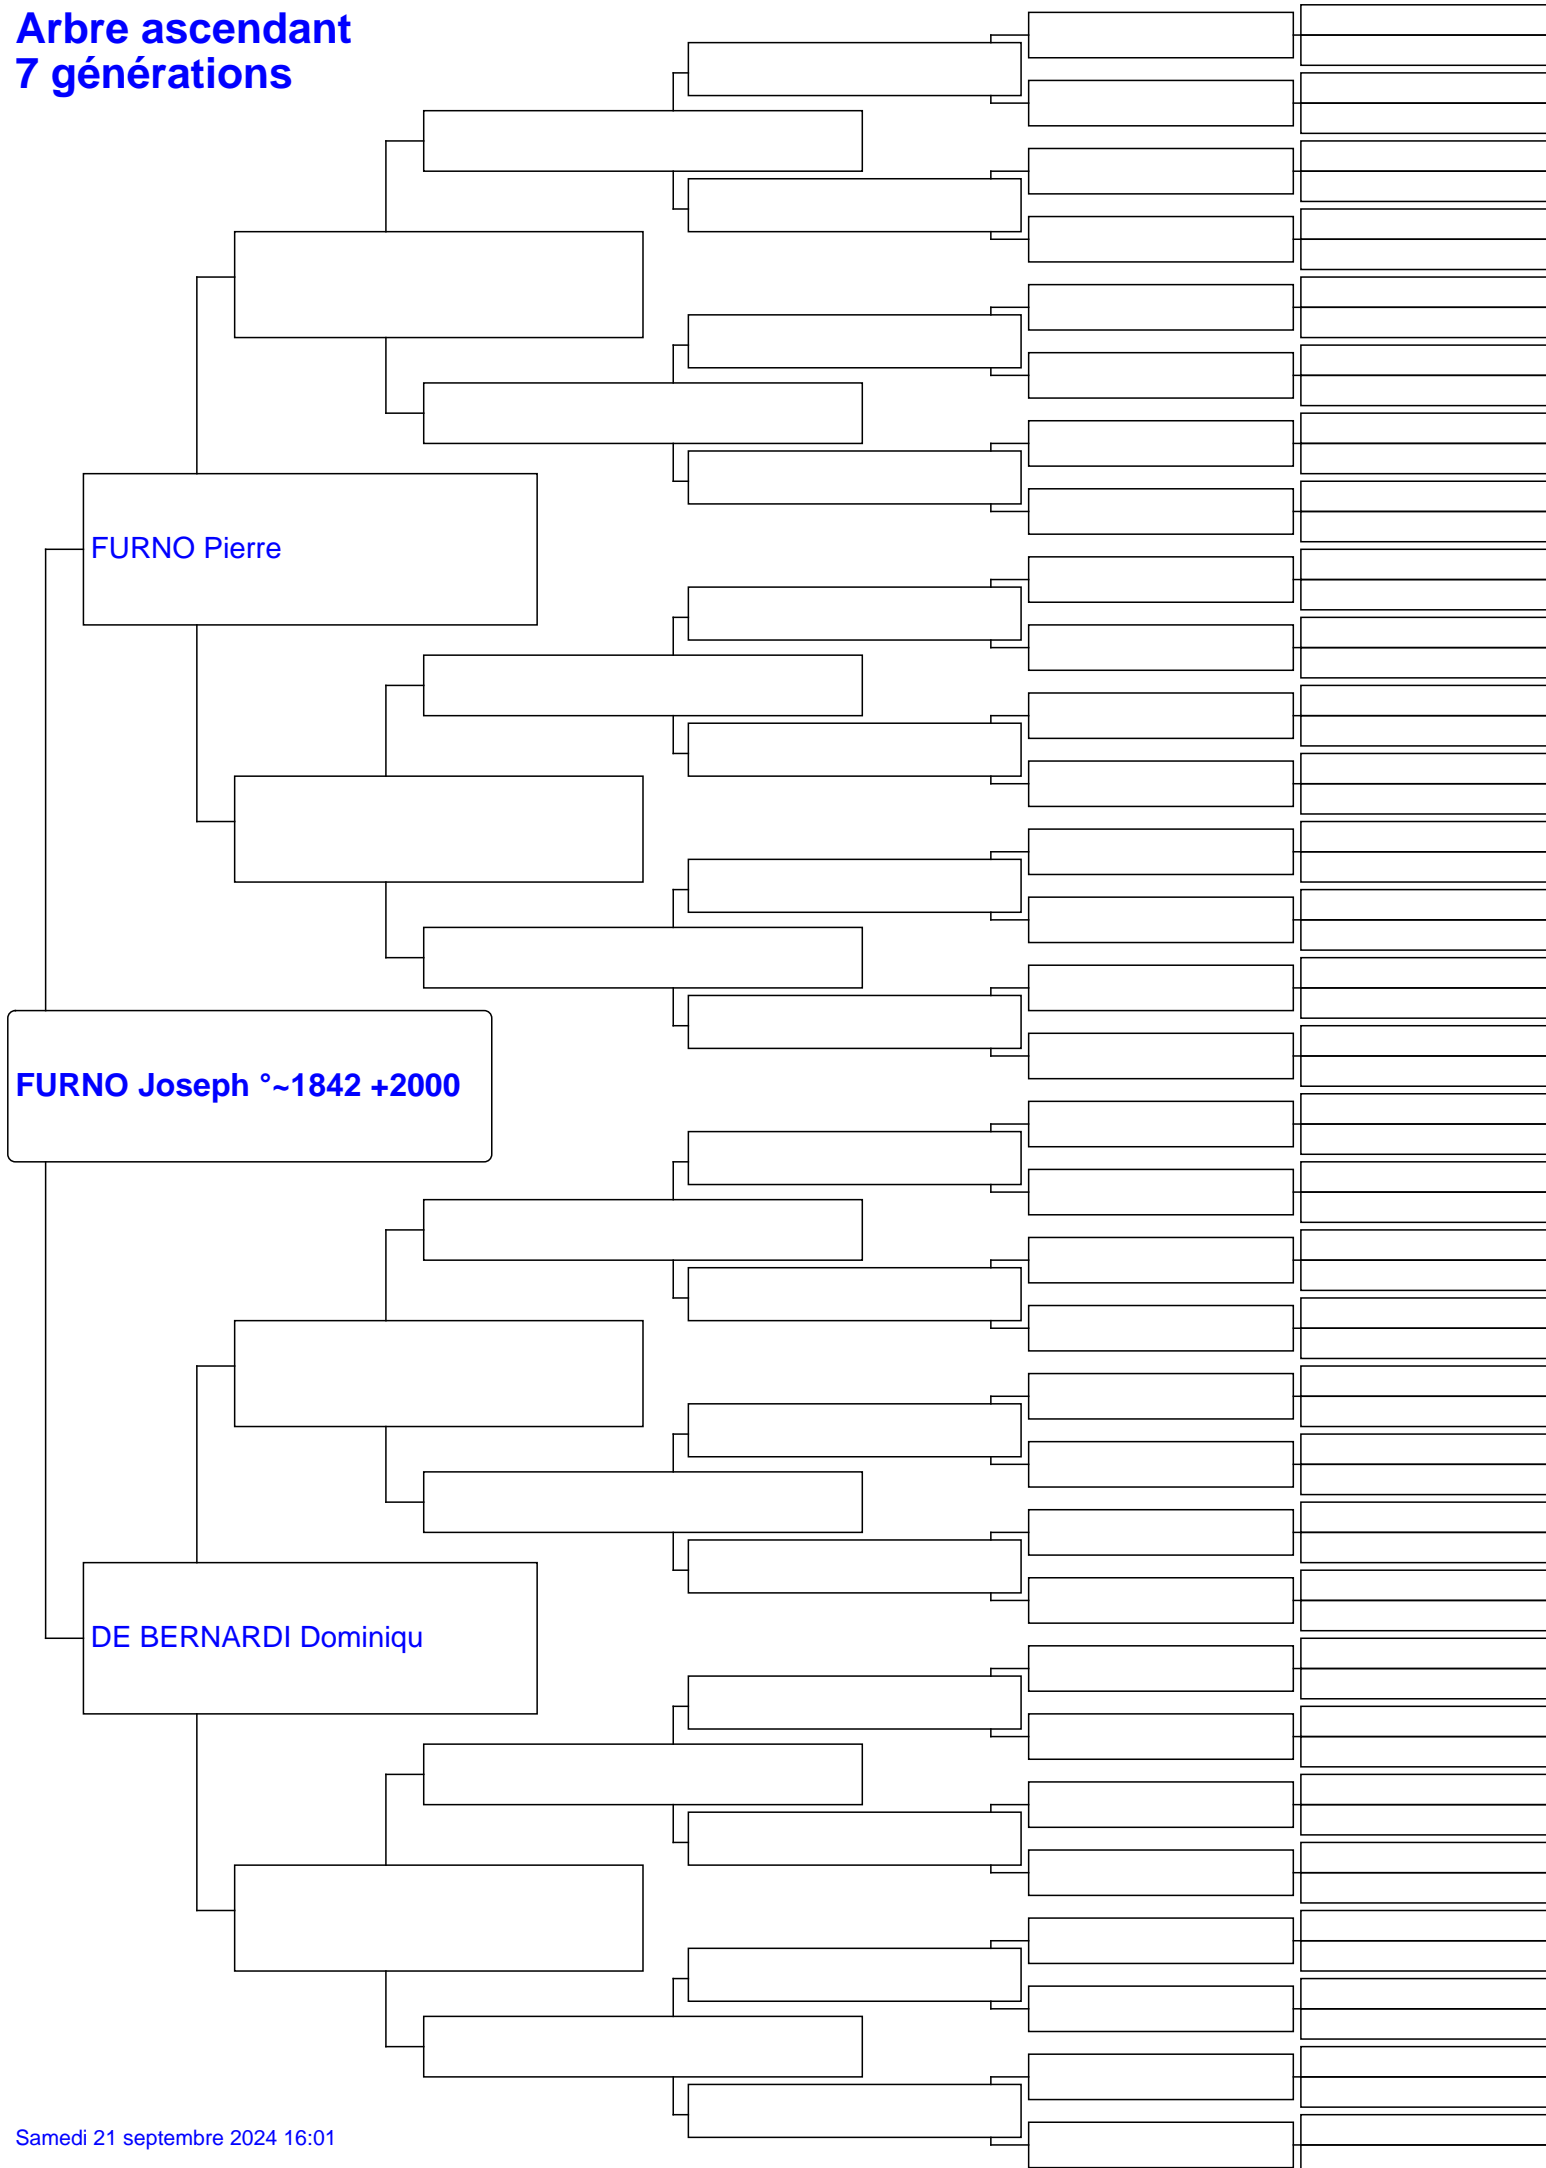 Arbre ascendant
7 générations
FURNO Pierre
FURNO Joseph °~1842 +2000
DE BERNARDI Dominiqu
Samedi 21 septembre 2024 16:01